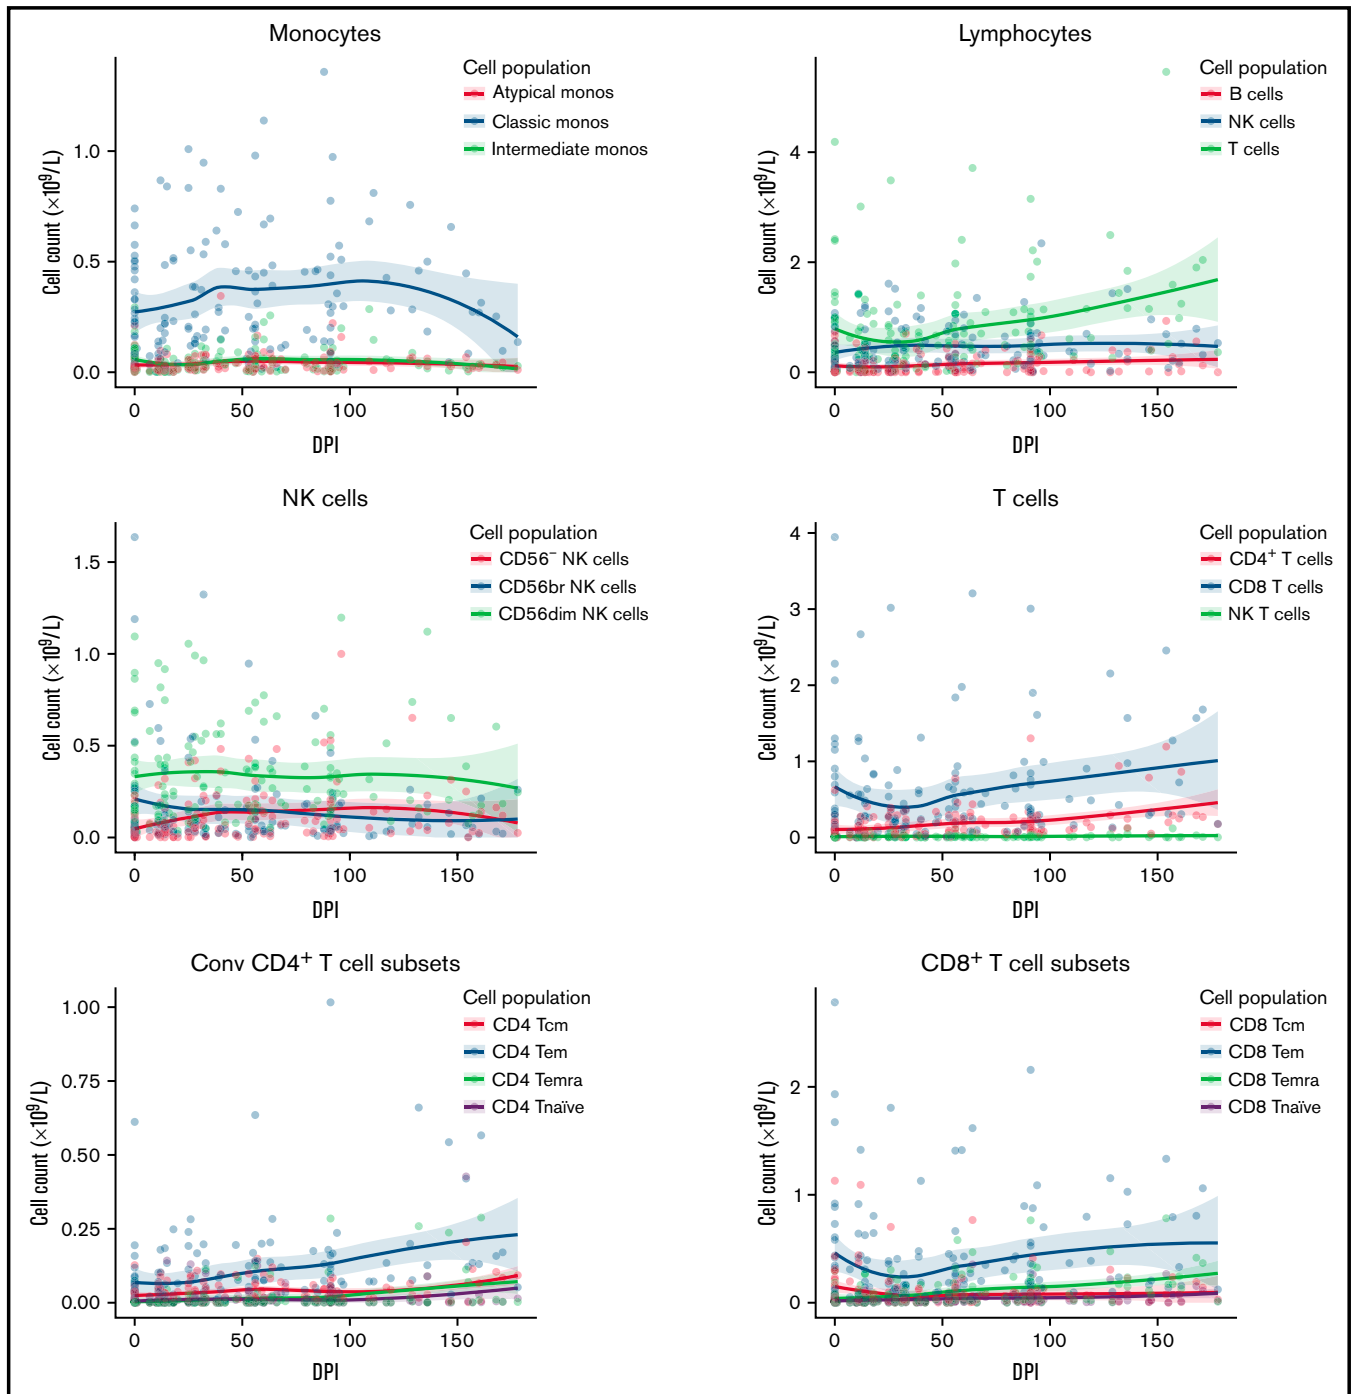 Monocytes
Cell population
Atypical monos
Classic monos
Intermediate monos
Cell count (×10⁹/L)
1.0
0.5
0.0
0 50 100 150
DPI
Lymphocytes
Cell population
B cells
NK cells
T cells
Cell count (×10⁹/L)
4
2
0
0 50 100 150
DPI
NK cells
Cell population
CD56⁻ NK cells
CD56br NK cells
CD56dim NK cells
Cell count (×10⁹/L)
1.5
1.0
0.5
0.0
0 50 100 150
DPI
T cells
Cell population
CD4⁺ T cells
CD8 T cells
NK T cells
Cell count (×10⁹/L)
4
3
2
1
0
0 50 100 150
DPI
Conv CD4⁺ T cell subsets
Cell population
CD4 Tcm
CD4 Tem
CD4 Temra
CD4 Tnaïve
Cell count (×10⁹/L)
1.00
0.75
0.50
0.25
0.00
0 50 100 150
DPI
CD8⁺ T cell subsets
Cell population
CD8 Tcm
CD8 Tem
CD8 Temra
CD8 Tnaïve
Cell count (×10⁹/L)
2
1
0
0 50 100 150
DPI